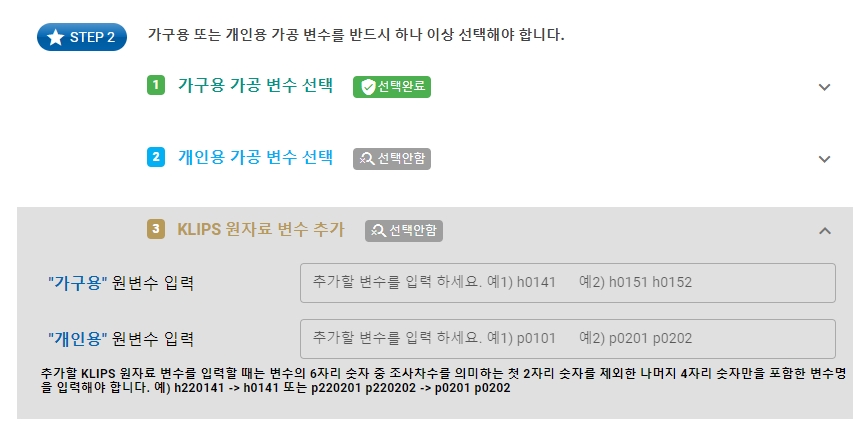 STEP 2 가구용 또는 개인용 가공 변수를 반드시 하나 이상 선택해야 합니다.
1 가구용 가공 변수 선택 선택완료
2 개인용 가공 변수 선택 선택안함
3 KLIPS 원자료 변수 추가 선택안함
"가구용" 원변수 입력 추가할 변수를 입력 하세요. 예1) h0141 예2) h0151 h0152
"개인용" 원변수 입력 추가할 변수를 입력 하세요. 예1) p0101 예2) p0201 p0202
추가할 KLIPS 원자료 변수를 입력할 때는 변수의 6자리 숫자 중 조사차수를 의미하는 첫 2자리 숫자를 제외한 나머지 4자리 숫자만을 포함한 변수명
을 입력해야 합니다. 예) h220141 -> h0141 또는 p220201 p220202 -> p0201 p0202